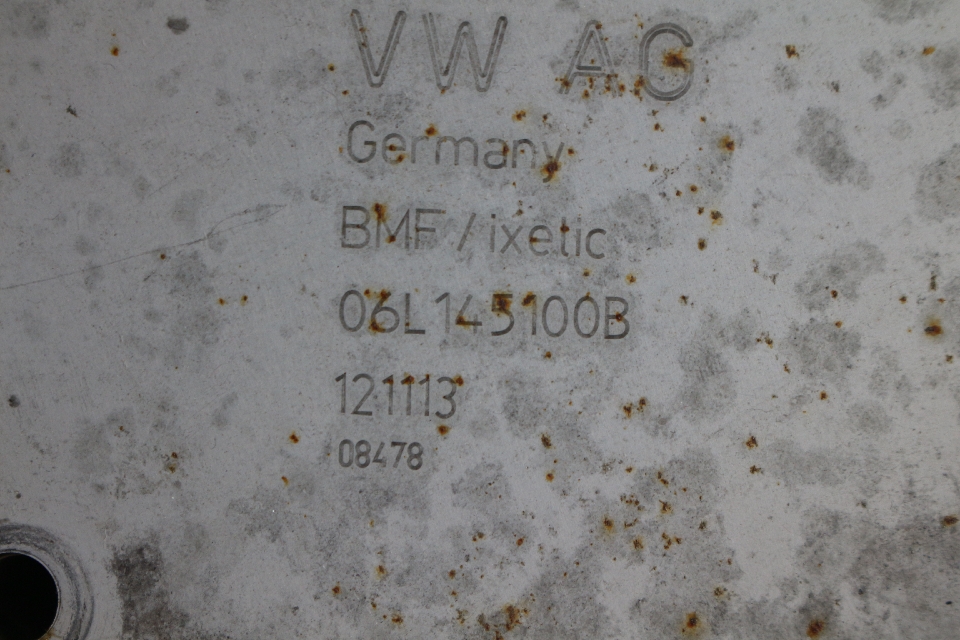 VW AG
Germany
BMF / ixetic
06L145100B
121113
08478